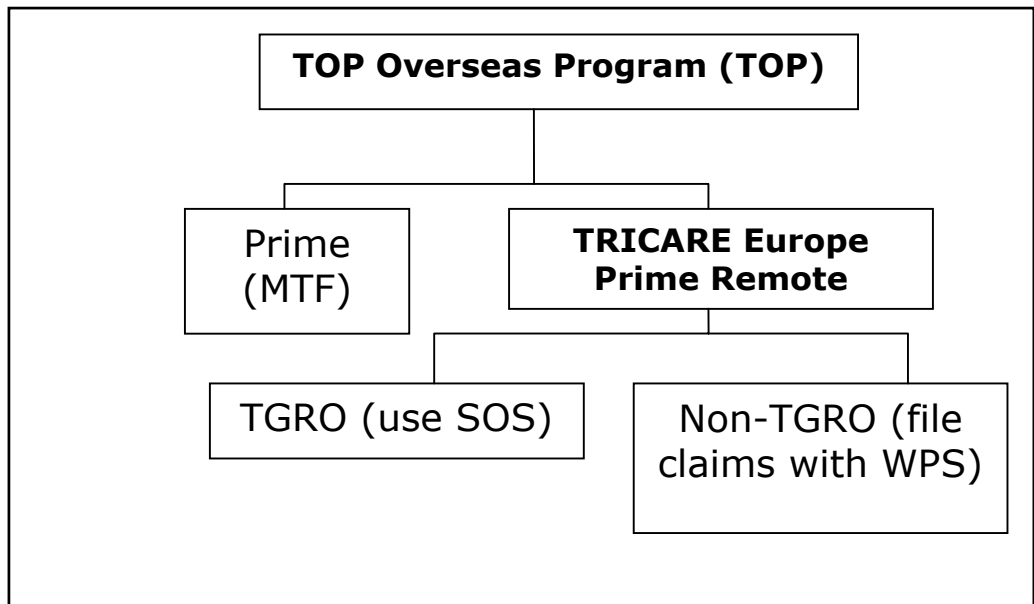 TOP Overseas Program (TOP)
Prime
(MTF)
TRICARE Europe
Prime Remote
TGRO (use SOS)
Non-TGRO (file
claims with WPS)